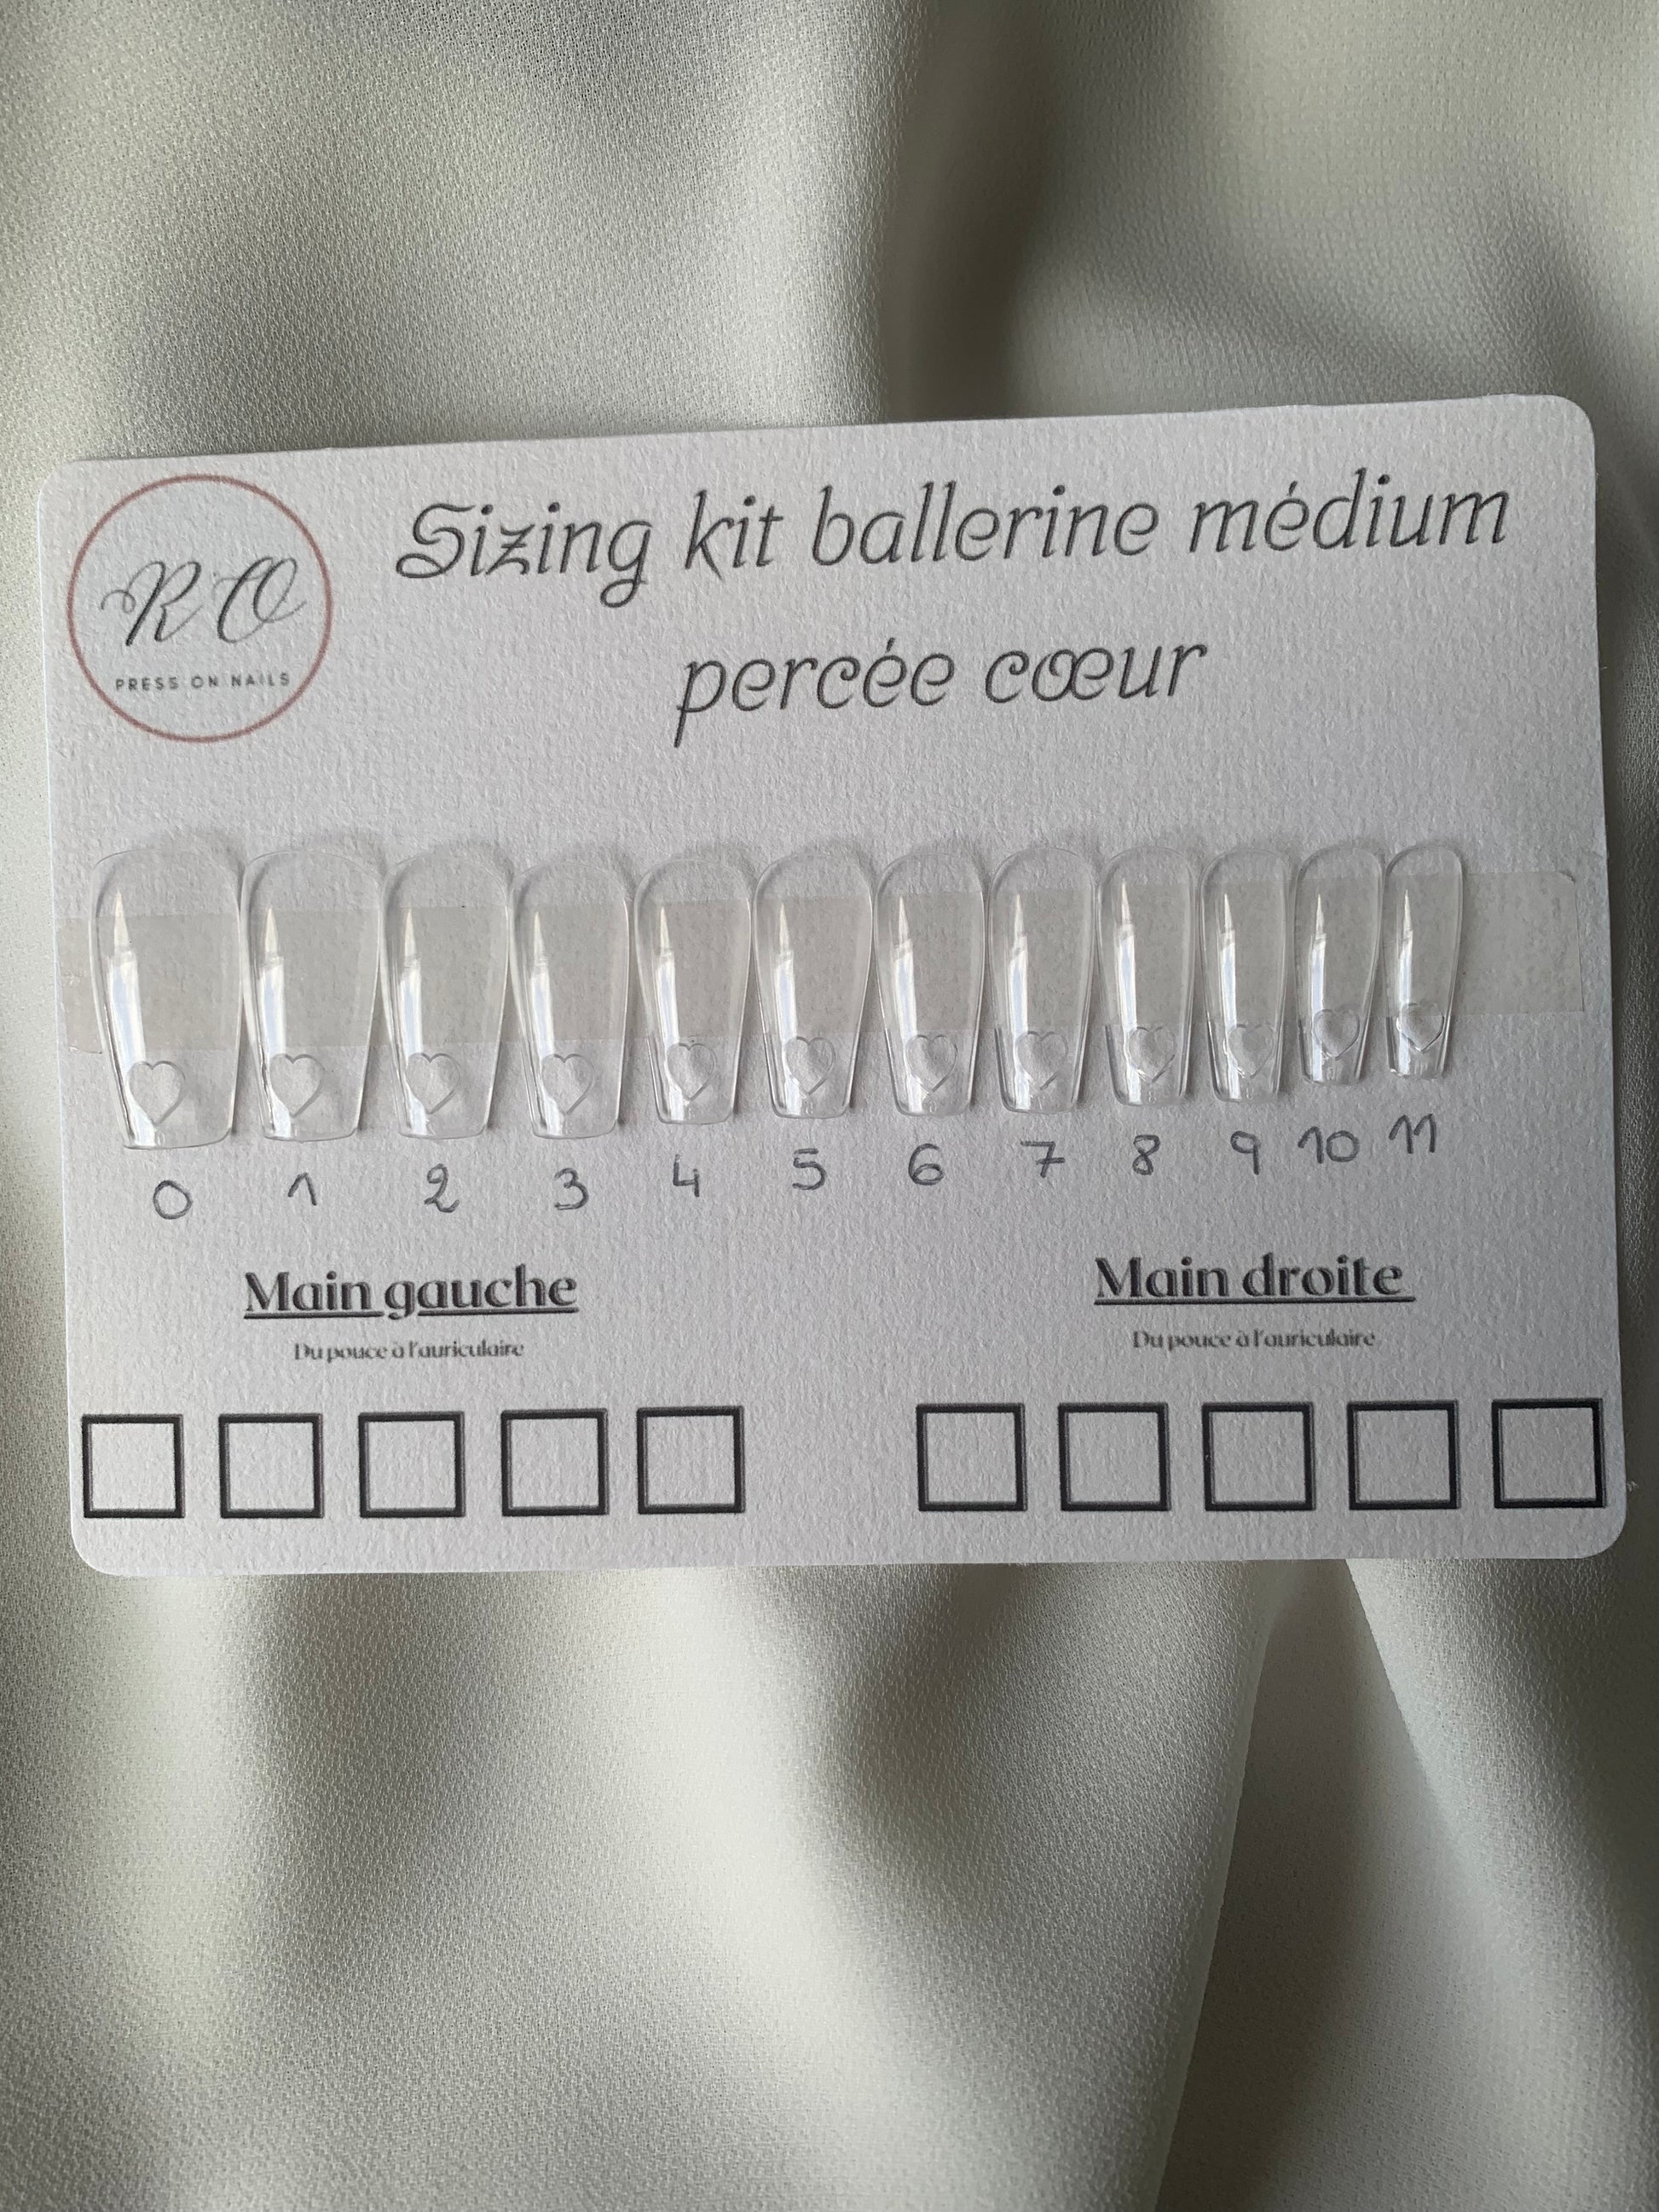 Sizing kit ballerine médium
percée cœur
RO
PRESS ON NAILS
0 1 2 3 4 5 6 7 8 9 10 11
Main gauche
Du pouce à l'auriculaire
Main droite
Du pouce à l'auriculaire